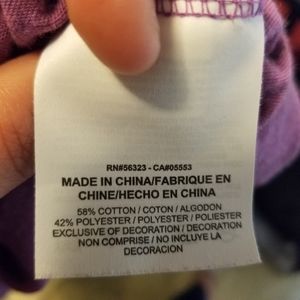 RN#56323 - CA#05553
MADE IN CHINA/FABRIQUE EN
CHINE/HECHO EN CHINA
58% COTTON / COTON / ALGODON
42% POLYESTER / POLYESTER / POLIESTER
EXCLUSIVE OF DECORATION / DECORATION
NON COMPRISE / NO INCLUYE LA
DECORACION